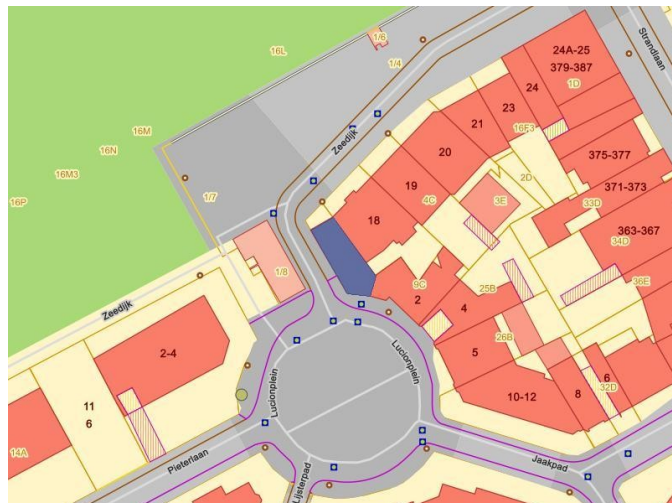 16L
1/6
1/4
Strandlaan
24A-25
379-387
1D
24
23
16F3
21
20
Zeedijk
16M
16N
16M3
16P
1/7
375-377
2D
19
4C
3E
371-373
33D
18
363-367
34D
36E
1/8
9C
2
25B
4
Zeedijk
2-4
Lucionplein
5
26B
6
32D
8
10-12
Lucionplein
11
6
14A
Pieterlaan
Lijsterpad
Jaakpad